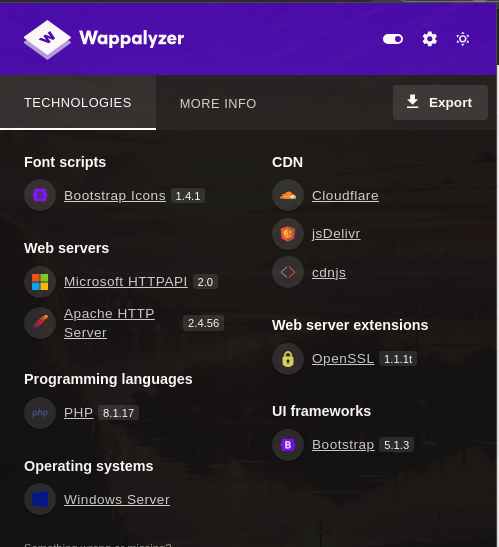 Wappalyzer
TECHNOLOGIES
MORE INFO
Export
Font scripts
Bootstrap Icons 1.4.1
Web servers
Microsoft HTTPAPI 2.0
Apache HTTP
Server 2.4.56
Programming languages
php PHP 8.1.17
Operating systems
Windows Server
CDN
Cloudflare
jsDelivr
cdnjs
Web server extensions
OpenSSL 1.1.1t
UI frameworks
B Bootstrap 5.1.3
Something wrong or missing?